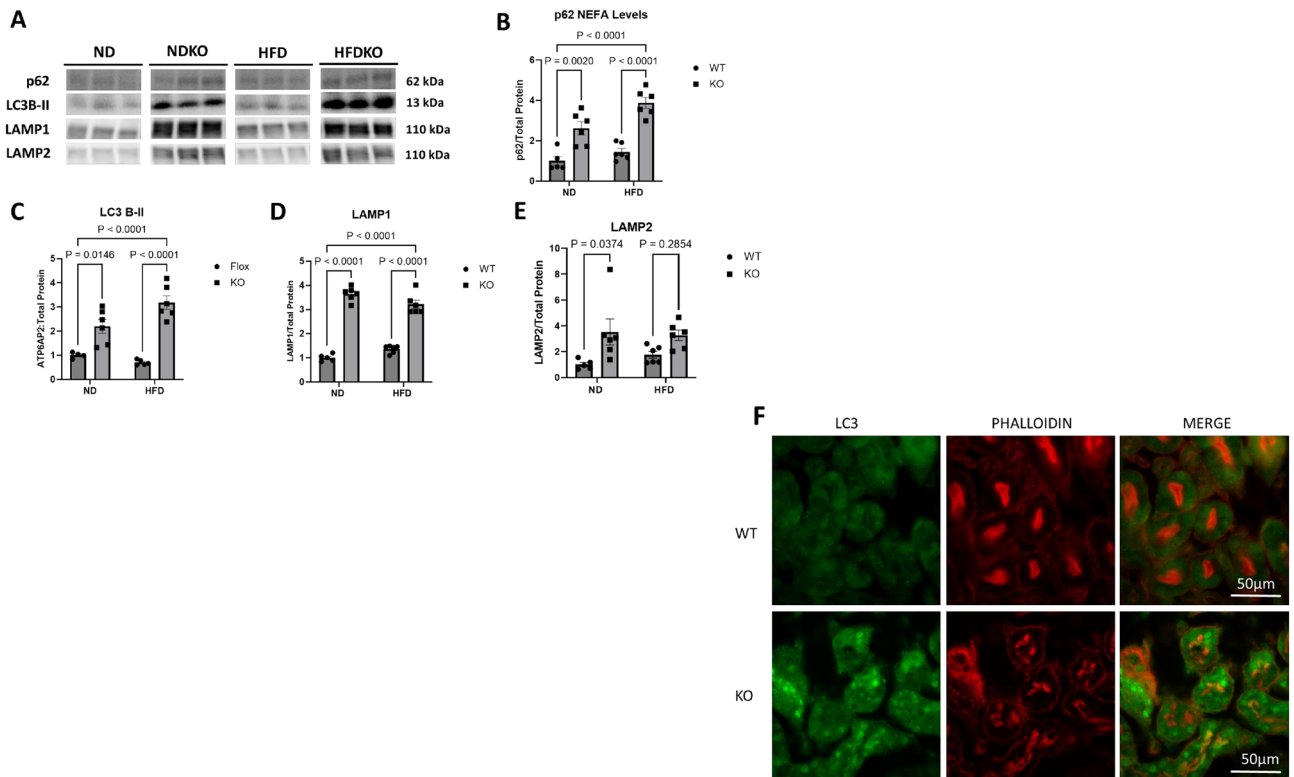 A
ND NDKO HFD HFDKO
p62 62 kDa
LC3B-II 13 kDa
LAMP1 110 kDa
LAMP2 110 kDa
B
p62 NEFA Levels
P < 0.0001
P = 0.0020 P <0.0001
p62/Total Protein
6
4
2
0
ND HFD
WT
KO
C
LC3 B-II
P < 0.0001
P = 0.0146 P <0.0001
ATP6AP2:Total Protein
5
4
3
2
1
0
ND HFD
Flox
KO
D
LAMP1
P < 0.0001
P <0.0001 P <0.0001
LAMP1/Total Protein
5
4
3
2
1
0
ND HFD
WT
KO
E
LAMP2
P = 0.0374 P = 0.2854
LAMP2/Total Protein
10
8
6
4
2
0
ND HFD
WT
KO
F
LC3 PHALLOIDIN MERGE
WT
50μm
KO
50μm